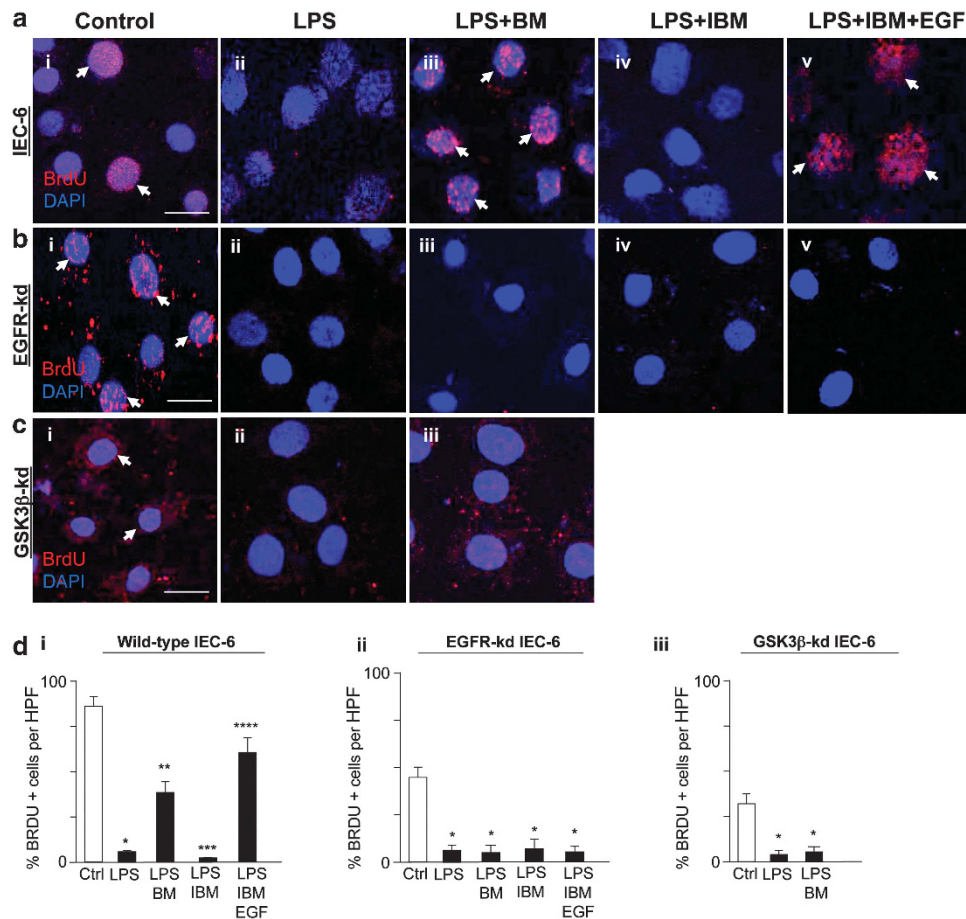 a Control LPS LPS+BM LPS+IBM LPS+IBM+EGF
IEC-6
i ii iii iv v
BrdU
DAPI
b
EGFR-kd
i ii iii iv v
BrdU
DAPI
c
GSK3β-kd
i ii iii
BrdU
DAPI
d i Wild-type IEC-6 ii EGFR-kd IEC-6 iii GSK3β-kd IEC-6
% BRDU + cells per HPF
100
0
* ** *** ****
Ctrl LPS LPS BM LPS IBM LPS IBM EGF
% BRDU + cells per HPF
100
0
* * * *
Ctrl LPS LPS BM LPS IBM LPS IBM EGF
% BRDU + cells per HPF
100
0
* *
Ctrl LPS LPS BM